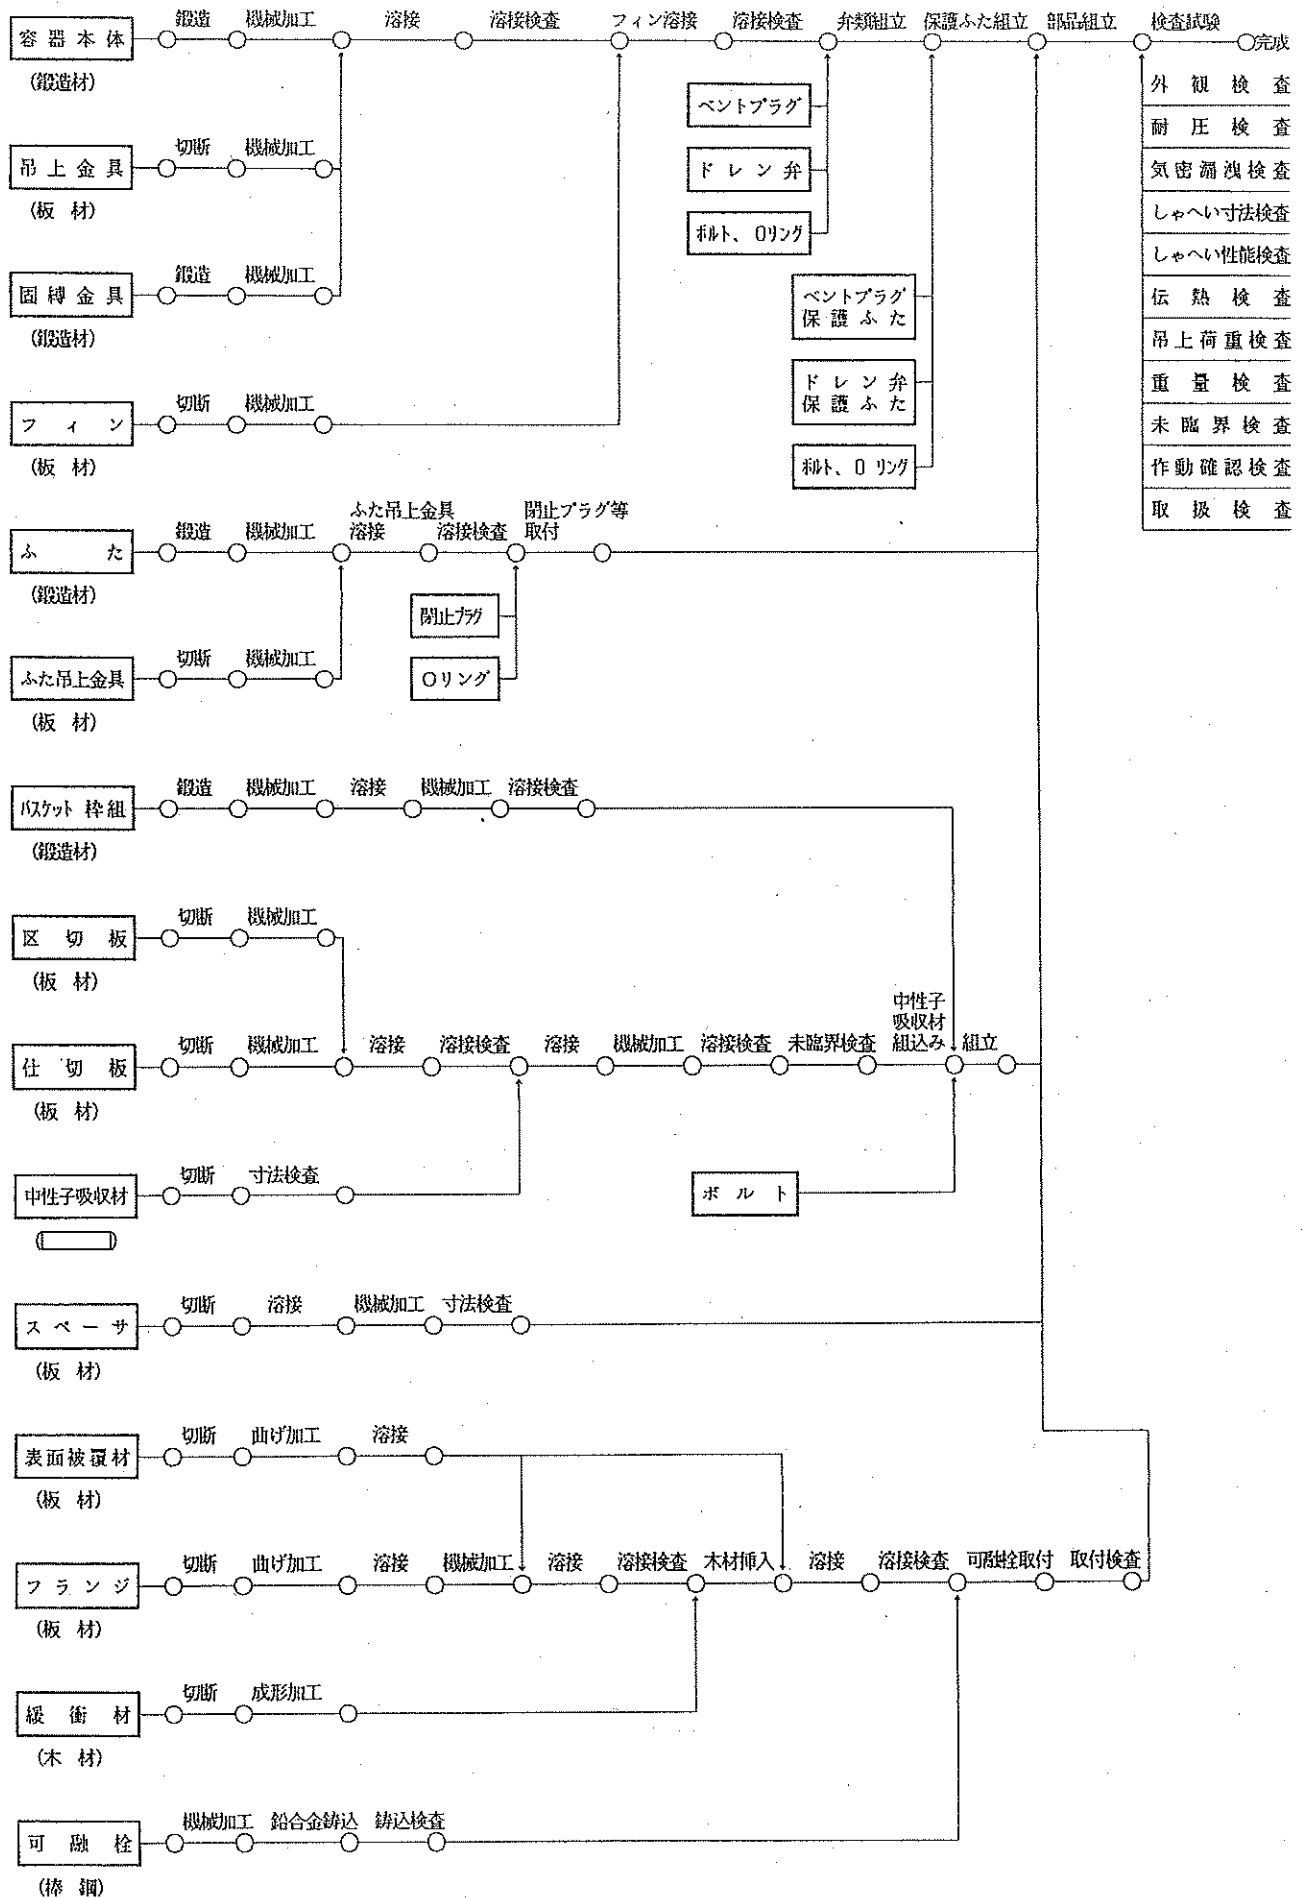 容器本体 鍛造 機械加工 溶接 溶接検査 フィン溶接 溶接検査 弁類組立 保護ふた組立 部品組立 検査試験 完成
(鍛造材)
外観検査
耐圧検査
気密漏洩検査
しゃへい寸法検査
しゃへい性能検査
伝熱検査
吊上荷重検査
重量検査
未臨界検査
作動確認検査
取扱検査
ベントプラグ
ドレン弁
ボルト、Oリング
ベントプラグ
保護ふた
ドレン弁
保護ふた
ボルト、Oリング
吊上金具 切断 機械加工
(板材)
固縛金具 鍛造 機械加工
(鍛造材)
フィン 切断 機械加工
(板材)
ふた 鍛造 機械加工 ふた吊上金具
溶接 溶接検査 閉止プラグ等
取付
(鍛造材)
閉止プラグ
Oリング
ふた吊上金具 切断 機械加工
(板材)
バスケット枠組 鍛造 機械加工 溶接 機械加工 溶接検査
(鍛造材)
区切板 切断 機械加工
(板材)
仕切板 切断 機械加工 溶接 溶接検査 溶接 機械加工 溶接検査 未臨界検査 中性子
吸収材
組込み 組立
(板材)
中性子吸収材 切断 寸法検査
ボルト
スペーサ 切断 溶接 機械加工 寸法検査
(板材)
表面被覆材 切断 曲げ加工 溶接
(板材)
フランジ 切断 曲げ加工 溶接 機械加工 溶接 溶接検査 木材挿入 溶接 溶接検査 可融栓取付 取付検査
(板材)
緩衝材 切断 成形加工
(木材)
可融栓 機械加工 鉛合金鋳込 鋳込検査
(棒鋼)